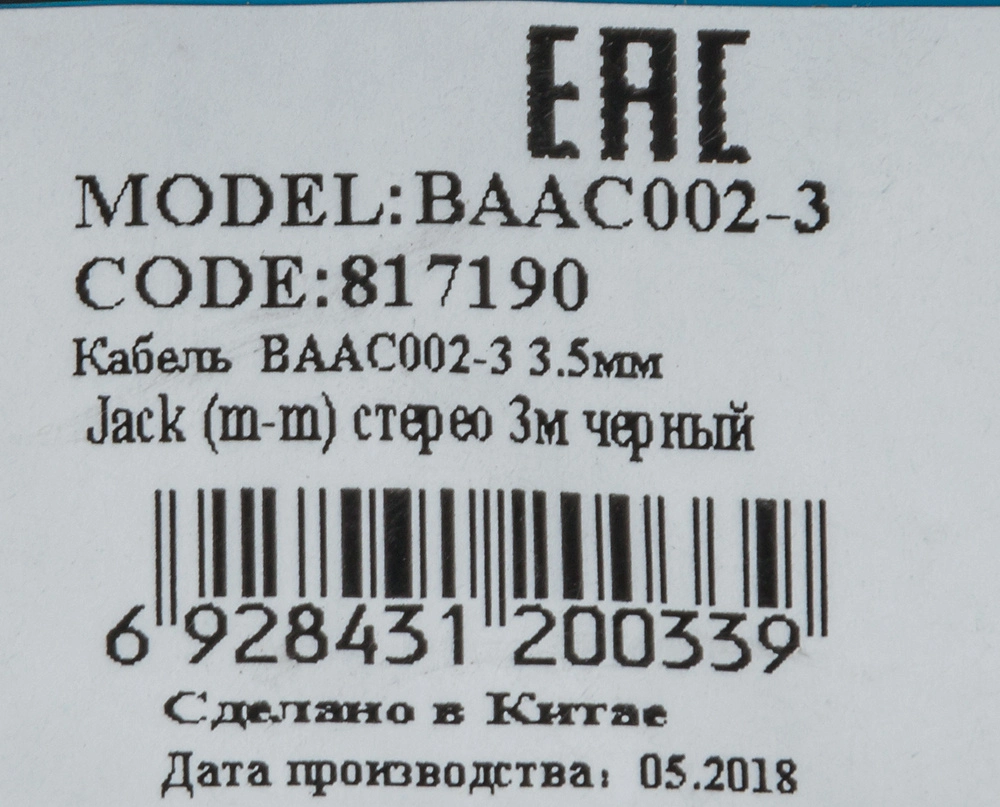 EAC
MODEL:BAAC002-3
CODE:817190
Кабель BAAC002-3 3.5мм
Jack (m-m) стерео 3м черный
6 928431 200339
Сделано в Китае
Дата производства: 05.2018